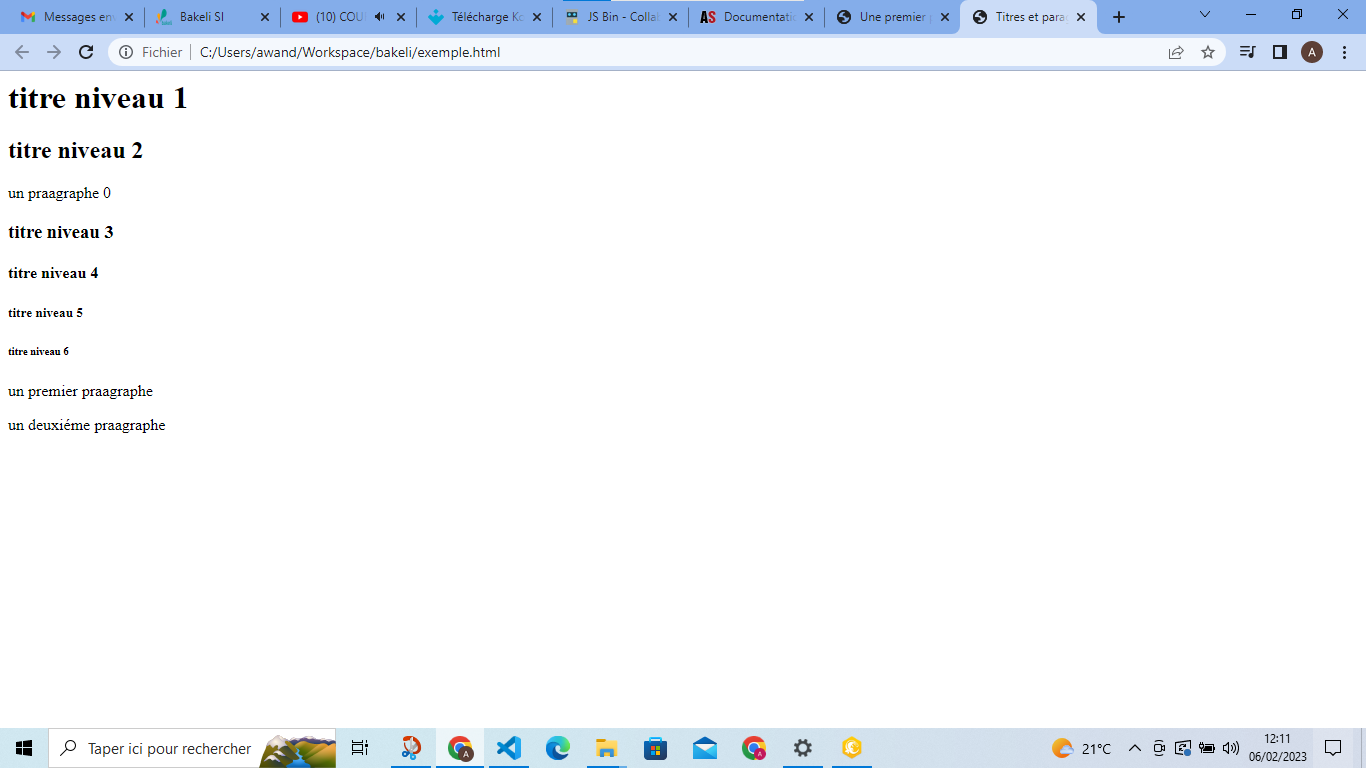 Messages en
Bakeli SI
(10) COU
Télécharge Ko
JS Bin - Colla
Documentati
Une premier
Titres et para
Fichier
C:/Users/awand/Workspace/bakeli/exemple.html
A
titre niveau 1
titre niveau 2
un praagraphe 0
titre niveau 3
titre niveau 4
titre niveau 5
titre niveau 6
un premier praagraphe
un deuxiéme praagraphe
Taper ici pour rechercher
21°C
12:11
06/02/2023